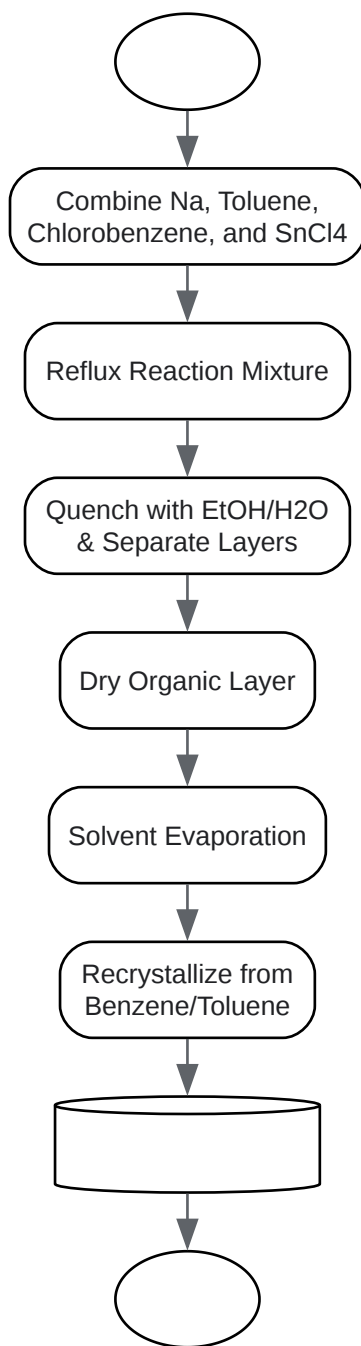 Combine Na, Toluene,
Chlorobenzene, and SnCl4
Reflux Reaction Mixture
Quench with EtOH/H2O
& Separate Layers
Dry Organic Layer
Solvent Evaporation
Recrystallize from
Benzene/Toluene